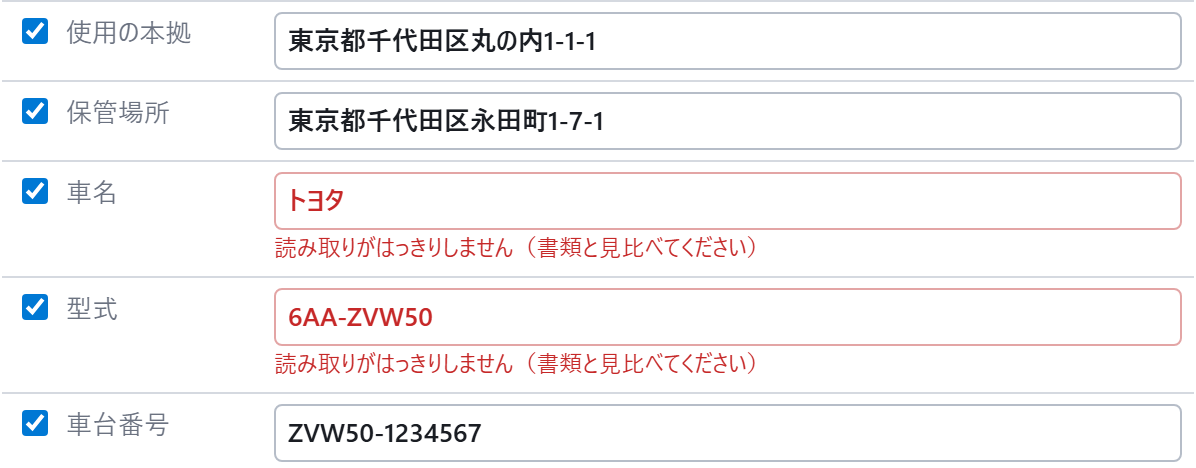 使用の本拠
東京都千代田区丸の内1-1-1
保管場所
東京都千代田区永田町1-7-1
車名
トヨタ
読み取りがはっきりしません（書類と見比べてください）
型式
6AA-ZVW50
読み取りがはっきりしません（書類と見比べてください）
車台番号
ZVW50-1234567